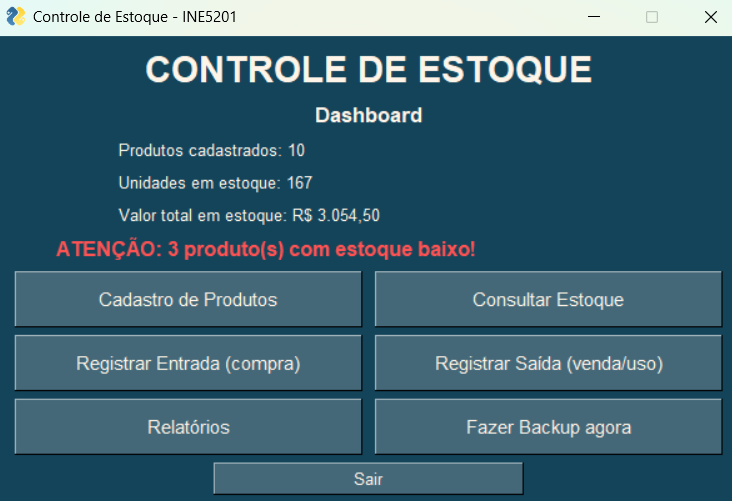 Controle de Estoque - INE5201
CONTROLE DE ESTOQUE
Dashboard
Produtos cadastrados: 10
Unidades em estoque: 167
Valor total em estoque: R$ 3.054,50
ATENÇÃO: 3 produto(s) com estoque baixo!
Cadastro de Produtos
Consultar Estoque
Registrar Entrada (compra)
Registrar Saída (venda/uso)
Relatórios
Fazer Backup agora
Sair